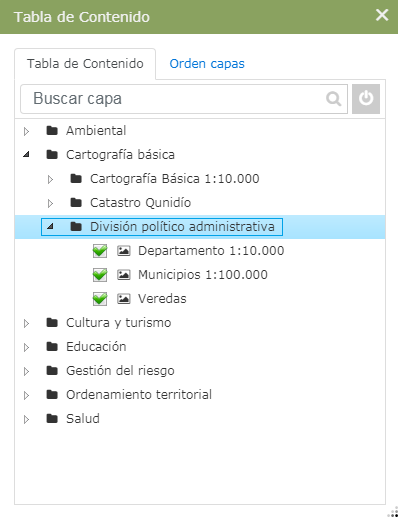 Tabla de Contenido
Tabla de Contenido
Orden capas
Buscar capa
Ambiental
Cartografía básica
Cartografía Básica 1:10.000
Catastro Qunidío
División político administrativa
Departamento 1:10.000
Municipios 1:100.000
Veredas
Cultura y turismo
Educación
Gestión del riesgo
Ordenamiento territorial
Salud